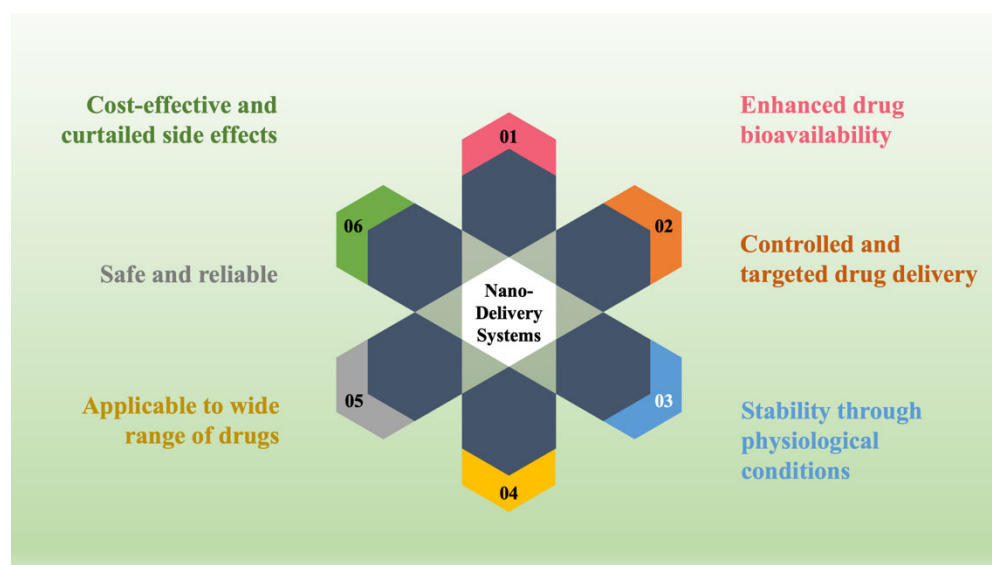 Cost-effective and
curtailed side effects
Enhanced drug
bioavailability
01
06
02
Safe and reliable
Controlled and
targeted drug delivery
Nano-
Delivery
Systems
05
03
Applicable to wide
range of drugs
Stability through
physiological
conditions
04